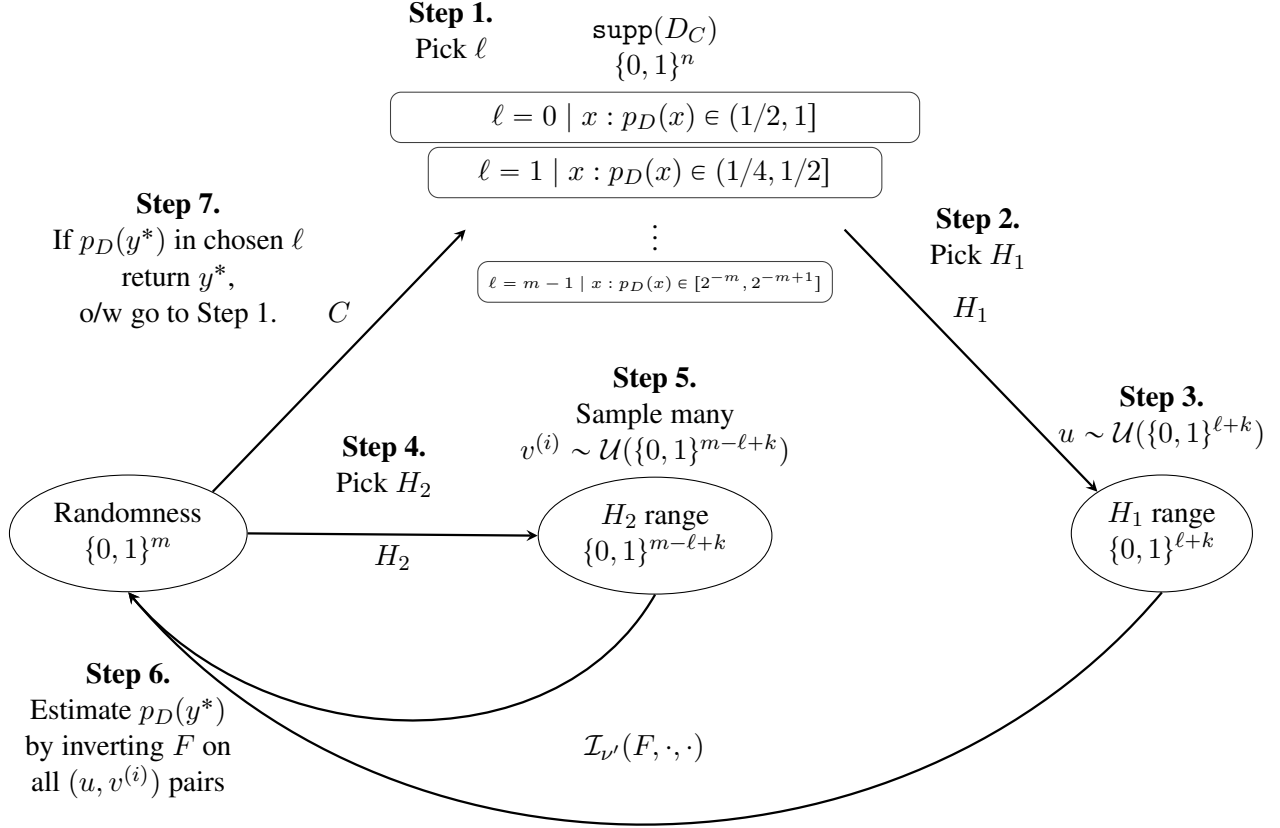 Step 1.
Pick ℓ
supp(D_C)
{0, 1}^n
ℓ = 0 | x : p_D(x) ∈ (1/2, 1]
ℓ = 1 | x : p_D(x) ∈ (1/4, 1/2]
⋮
ℓ = m − 1 | x : p_D(x) ∈ [2^{−m}, 2^{−m+1}]
Step 7.
If p_D(y*) in chosen ℓ
return y*,
o/w go to Step 1.
C
Step 2.
Pick H_1
H_1
Step 3.
u ∼ U({0, 1}^{ℓ+k})
Step 5.
Sample many
v^{(i)} ∼ U({0, 1}^{m−ℓ+k})
Step 4.
Pick H_2
H_2
Randomness
{0, 1}^m
H_2 range
{0, 1}^{m−ℓ+k}
H_1 range
{0, 1}^{ℓ+k}
Step 6.
Estimate p_D(y*)
by inverting F on
all (u, v^{(i)}) pairs
I_{ν′}(F, ·, ·)